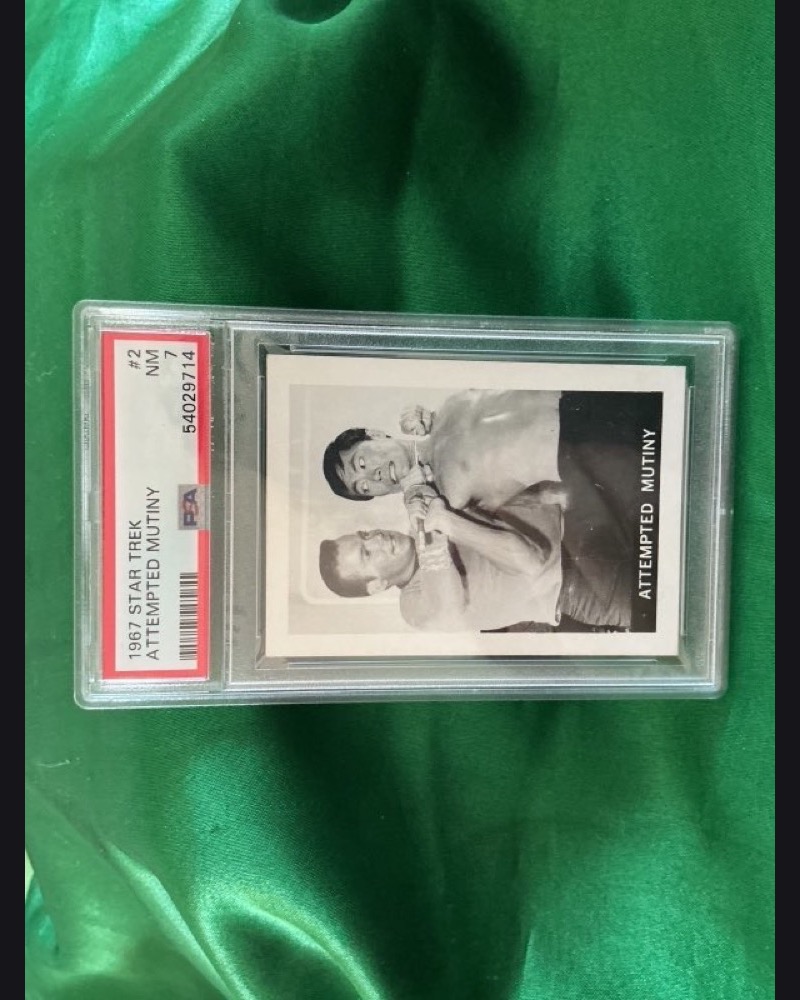 1967 STAR TREK #2
ATTEMPTED MUTINY NM 7
PSA 54029714
ATTEMPTED MUTINY